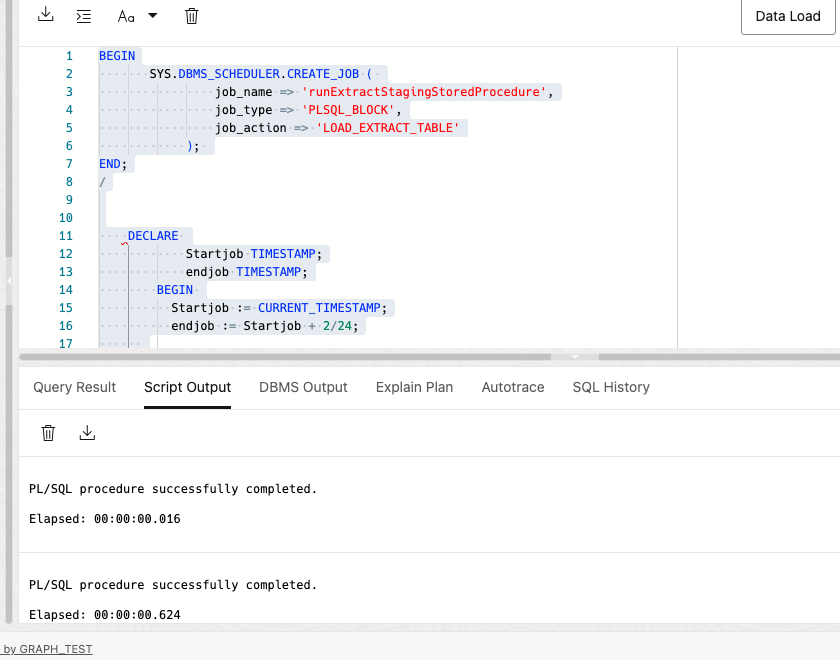 Aa
Data Load
1 BEGIN
2 SYS.DBMS_SCHEDULER.CREATE_JOB (
3 job_name => 'runExtractStagingStoredProcedure',
4 job_type => 'PLSQL_BLOCK',
5 job_action => 'LOAD_EXTRACT_TABLE'
6 );
7 END;
8 /
9
10
11 DECLARE
12 Startjob TIMESTAMP;
13 endjob TIMESTAMP;
14 BEGIN
15 Startjob := CURRENT_TIMESTAMP;
16 endjob := Startjob + 2/24;
17
Query Result Script Output DBMS Output Explain Plan Autotrace SQL History
PL/SQL procedure successfully completed.
Elapsed: 00:00:00.016
PL/SQL procedure successfully completed.
Elapsed: 00:00:00.624
by GRAPH_TEST